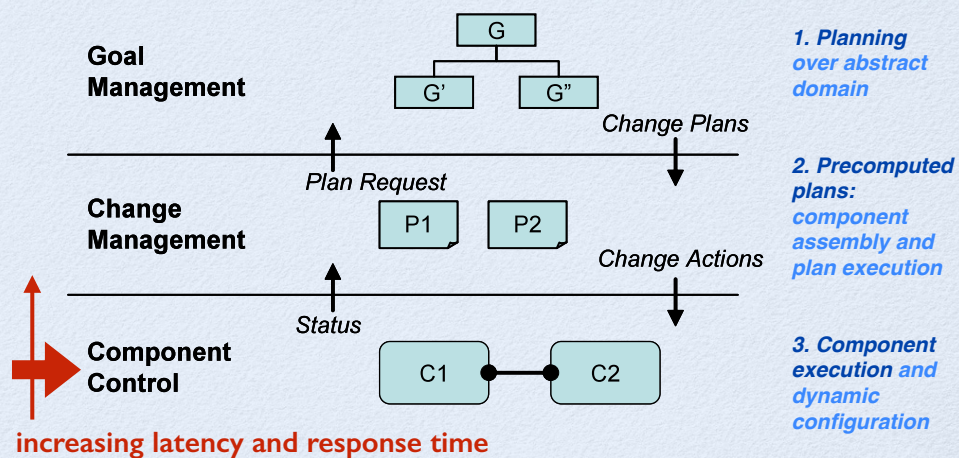 G
Goal
Management
G’
G”
1. Planning
over abstract
domain
Change Plans
Plan Request
Change
Management
P1
P2
2. Precomputed
plans:
component
assembly and
plan execution
Change Actions
Status
Component
Control
C1
C2
3. Component
execution and
dynamic
configuration
increasing latency and response time